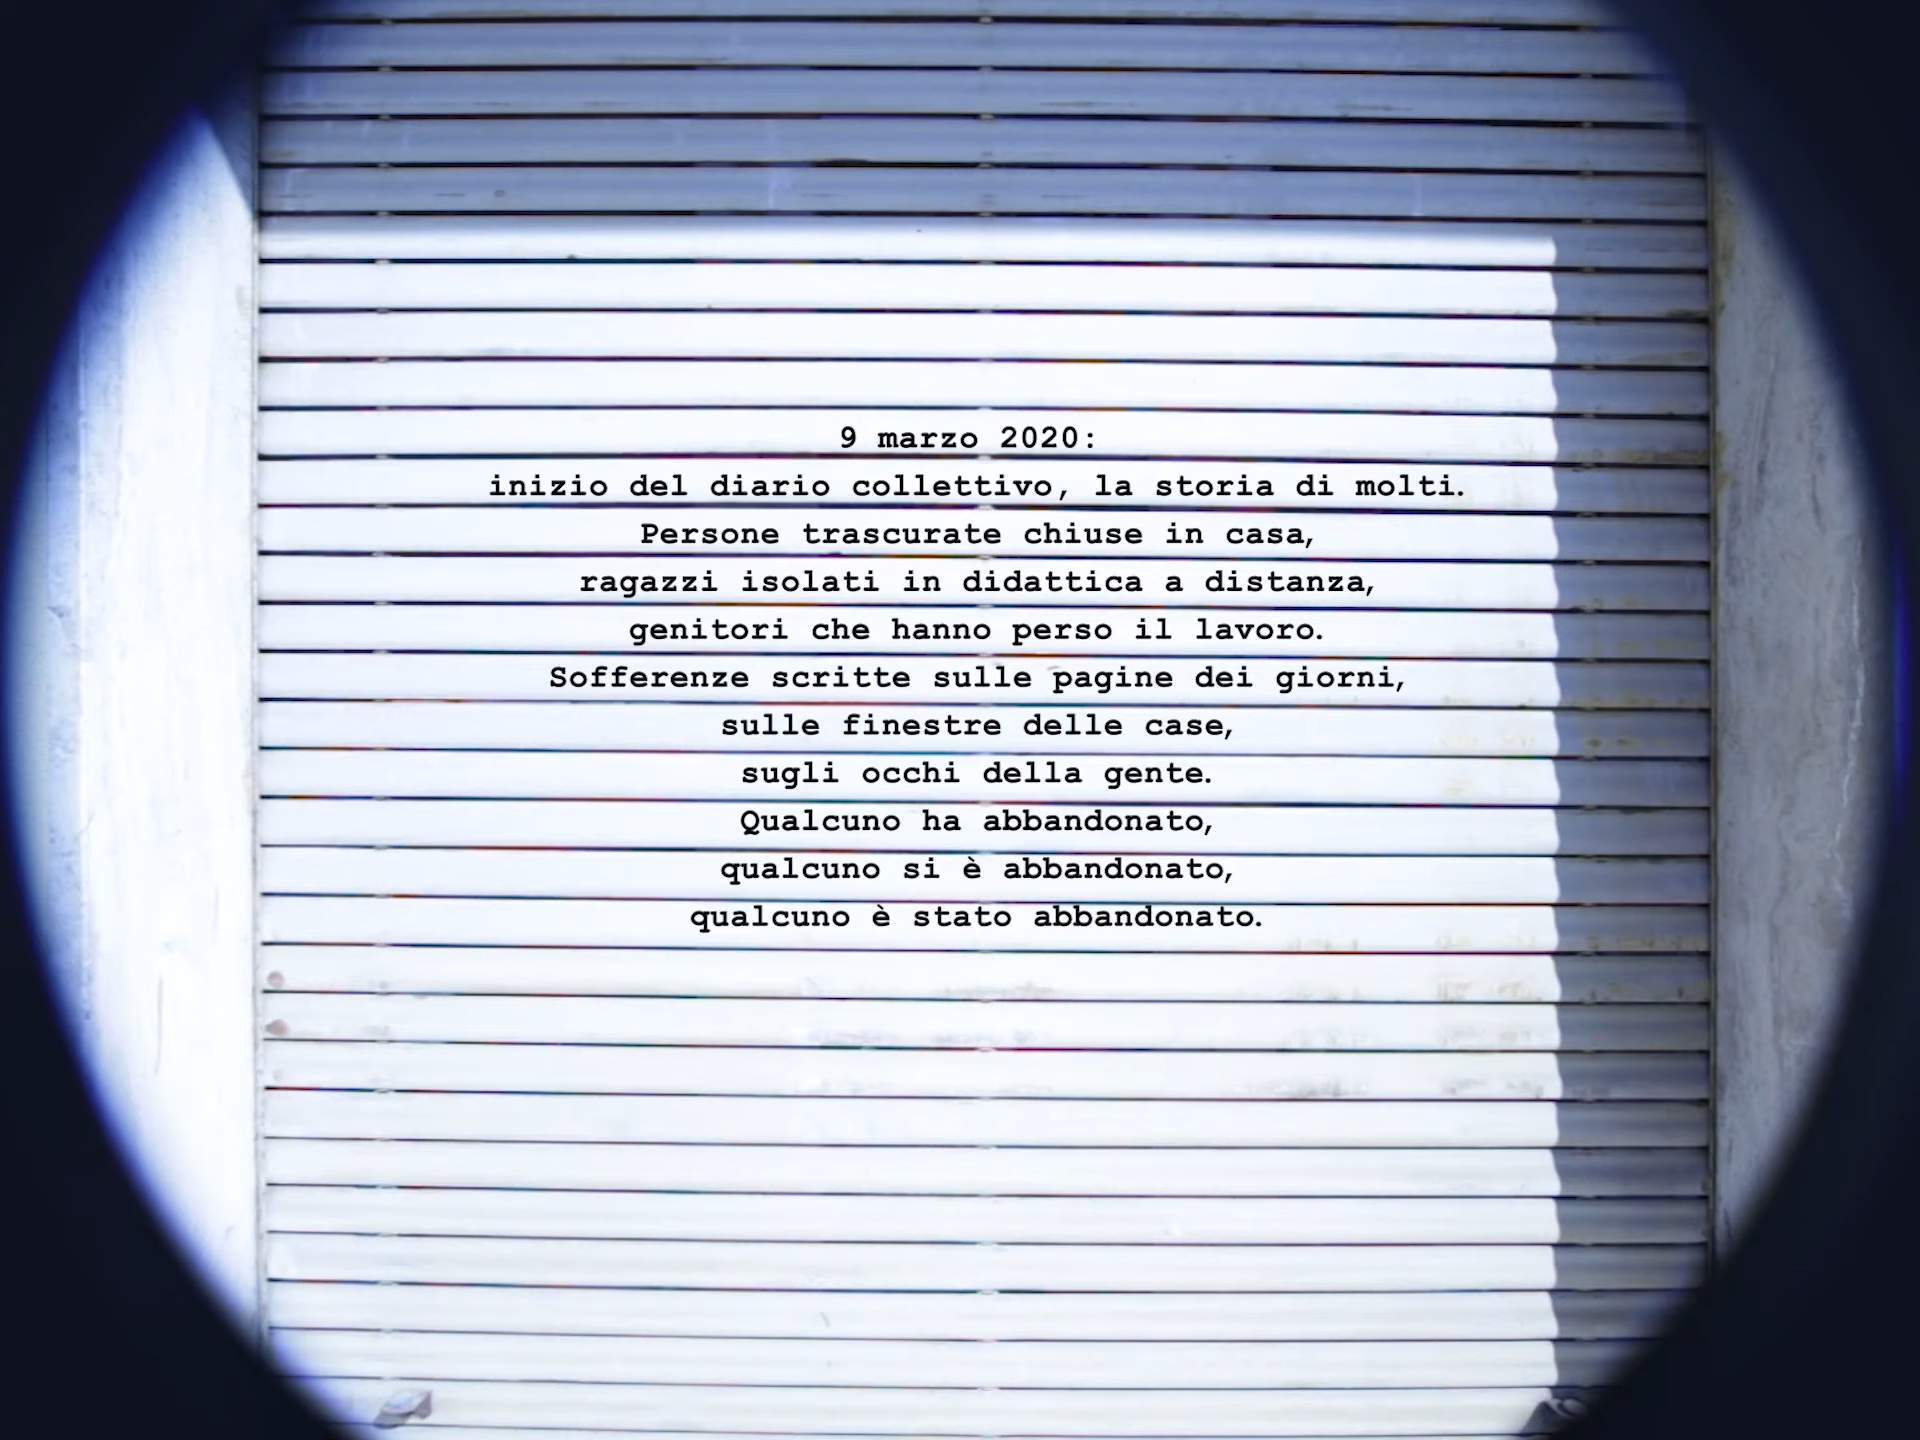 9 marzo 2020:
inizio del diario collettivo, la storia di molti.
Persone trascurate chiuse in casa,
ragazzi isolati in didattica a distanza,
genitori che hanno perso il lavoro.
Sofferenze scritte sulle pagine dei giorni,
sulle finestre delle case,
sugli occhi della gente.
Qualcuno ha abbandonato,
qualcuno si è abbandonato,
qualcuno è stato abbandonato.